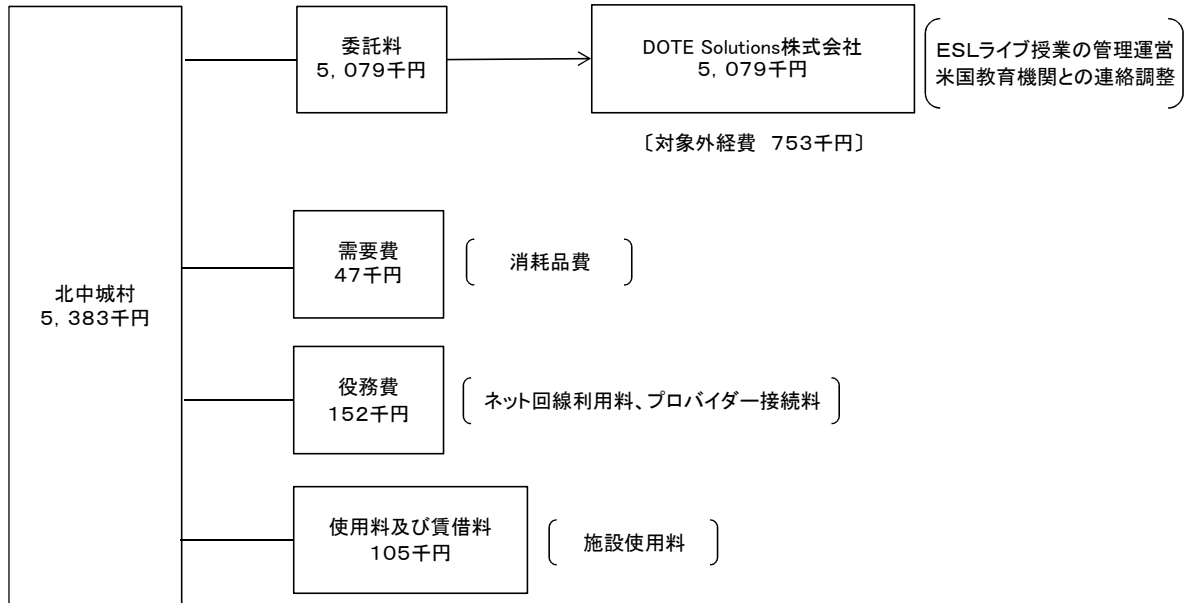 北中城村
5，383千円
委託料
5，079千円
DOTE Solutions株式会社
5，079千円
ESLライブ授業の管理運営
米国教育機関との連絡調整
〔対象外経費　753千円〕
需要費
47千円
消耗品費
役務費
152千円
ネット回線利用料、プロバイダー接続料
使用料及び賃借料
105千円
施設使用料